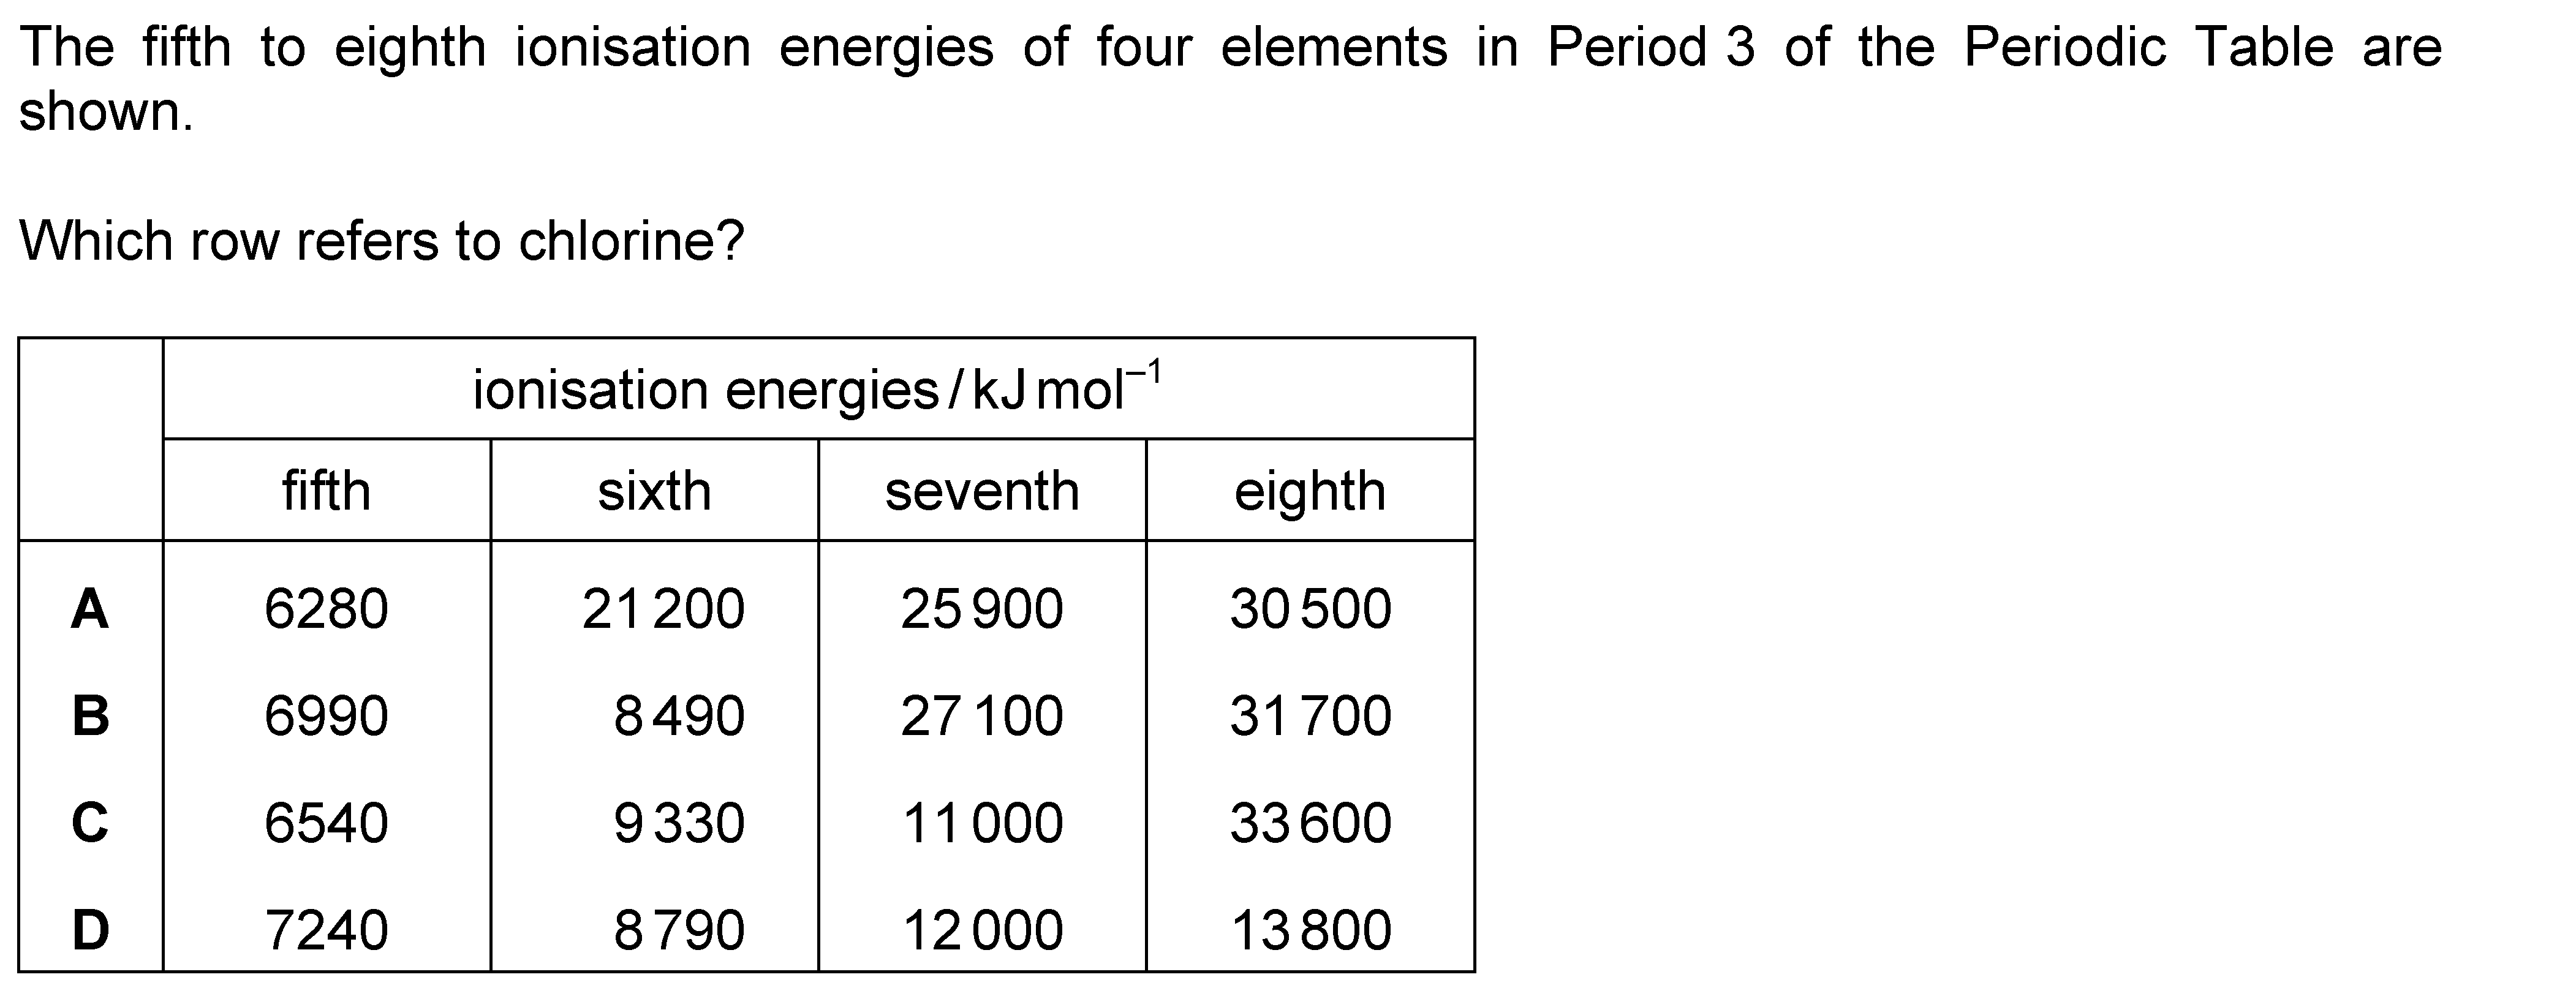 The fifth to eighth ionisation energies of four elements in Period 3 of the Periodic Table are
shown.
Which row refers to chlorine?
ionisation energies / kJ mol⁻¹
fifth sixth seventh eighth
A 6280 21 200 25 900 30 500
B 6990 8 490 27 100 31 700
C 6540 9 330 11 000 33 600
D 7240 8 790 12 000 13 800